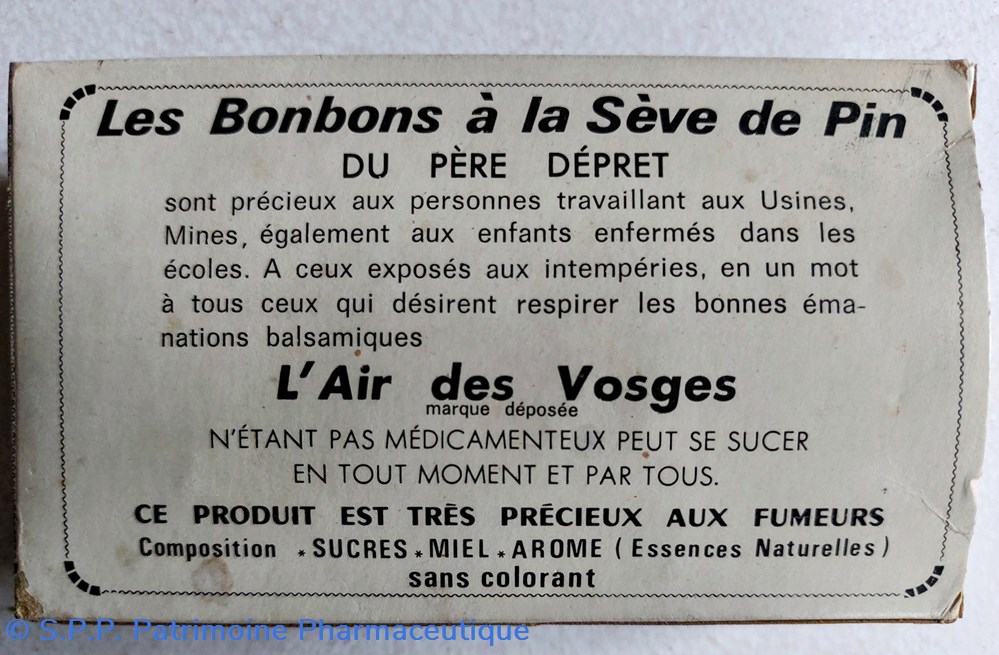 Les Bonbons à la Sève de Pin
DU PÈRE DÉPRET
sont précieux aux personnes travaillant aux Usines,
Mines, également aux enfants enfermés dans les
écoles. A ceux exposés aux intempéries, en un mot
à tous ceux qui désirent respirer les bonnes éma-
nations balsamiques
L'Air des Vosges
marque déposée
N'ÉTANT PAS MÉDICAMENTEUX PEUT SE SUCER
EN TOUT MOMENT ET PAR TOUS.
CE PRODUIT EST TRÈS PRÉCIEUX AUX FUMEURS
Composition * SUCRES * MIEL * AROME ( Essences Naturelles )
sans colorant
© S.P.P. Patrimoine Pharmaceutique